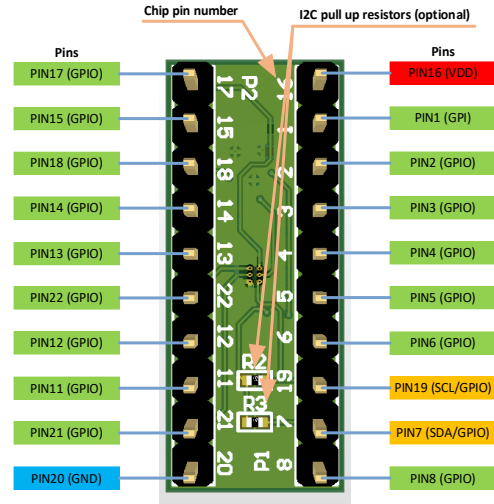 Chip pin number
I2C pull up resistors (optional)
Pins
Pins
PIN17 (GPIO)
17
P2
16
PIN16 (VDD)
PIN15 (GPIO)
15
1
PIN1 (GPI)
PIN18 (GPIO)
18
2
PIN2 (GPIO)
PIN14 (GPIO)
14
3
PIN3 (GPIO)
PIN13 (GPIO)
13
4
PIN4 (GPIO)
PIN22 (GPIO)
22
5
PIN5 (GPIO)
PIN12 (GPIO)
12
6
PIN6 (GPIO)
R2
PIN11 (GPIO)
11
19
PIN19 (SCL/GPIO)
R3
PIN21 (GPIO)
21
7
PIN7 (SDA/GPIO)
PIN20 (GND)
20
P1
8
PIN8 (GPIO)